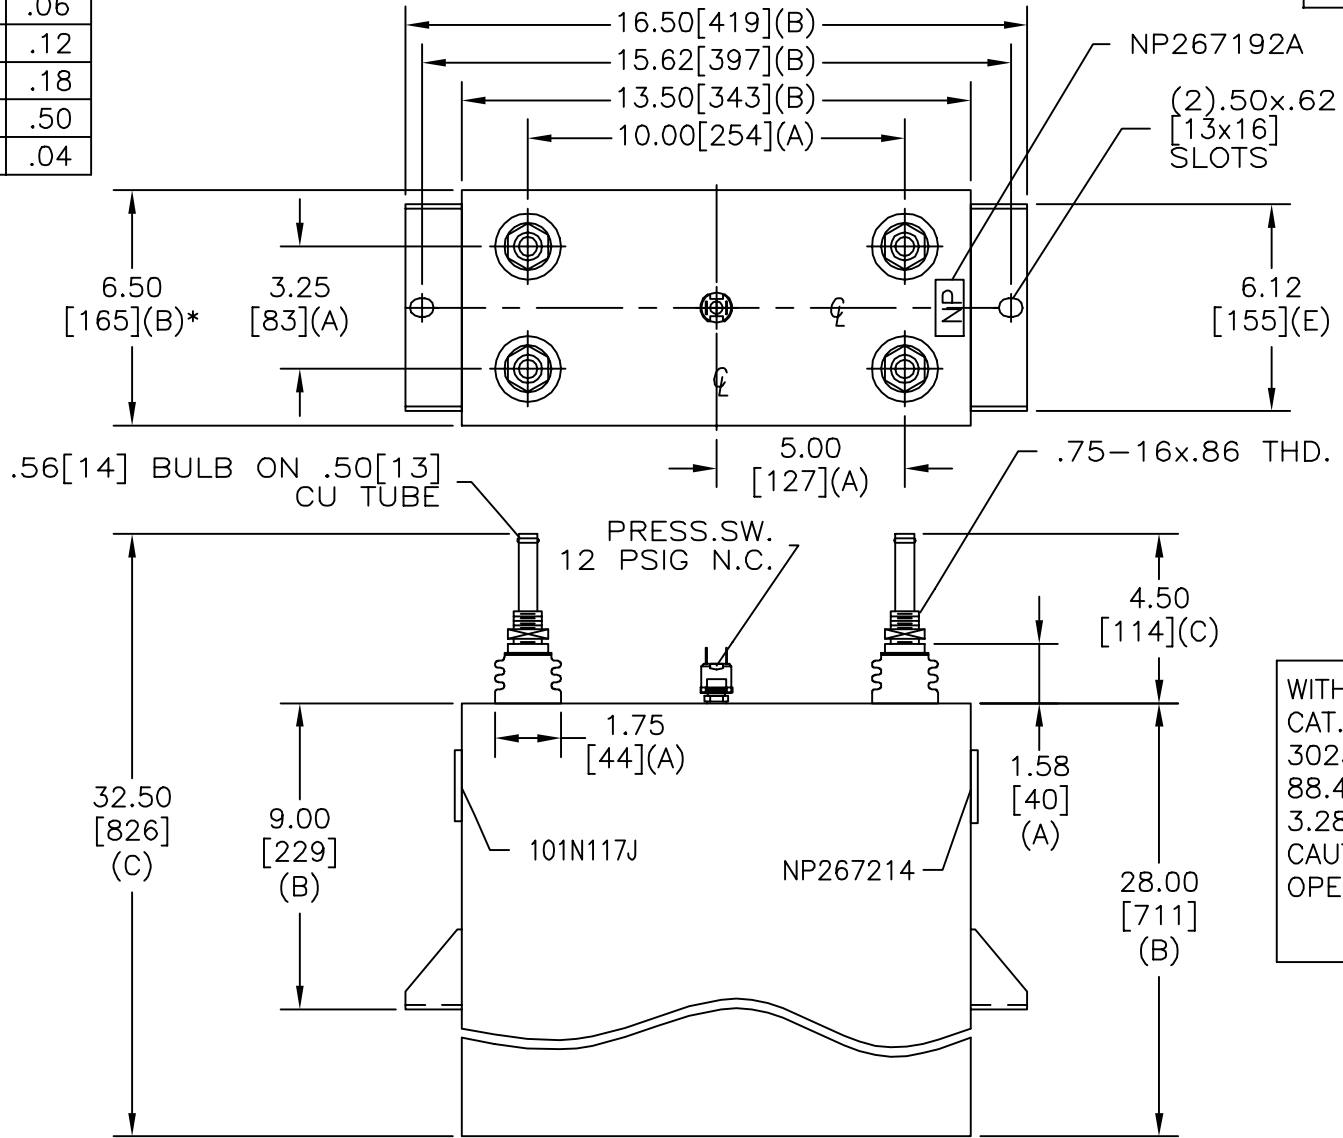 .06
.12
.18
.50
.04
16.50[419](B)
15.62[397](B)
13.50[343](B)
10.00[254](A)
NP267192A
(2).50x.62
[13x16]
SLOTS
6.50
[165](B)*
3.25
[83](A)
℄
NP
℄
6.12
[155](E)
5.00
[127](A)
.56[14] BULB ON .50[13]
CU TUBE
.75-16x.86 THD.
PRESS.SW.
12 PSIG N.C.
4.50
[114](C)
1.75
[44](A)
1.58
[40]
(A)
32.50
[826]
(C)
9.00
[229]
(B)
101N117J
NP267214
28.00
[711]
(B)
WITH
CAT.
302
88.4
3.28
CAUT
OPE